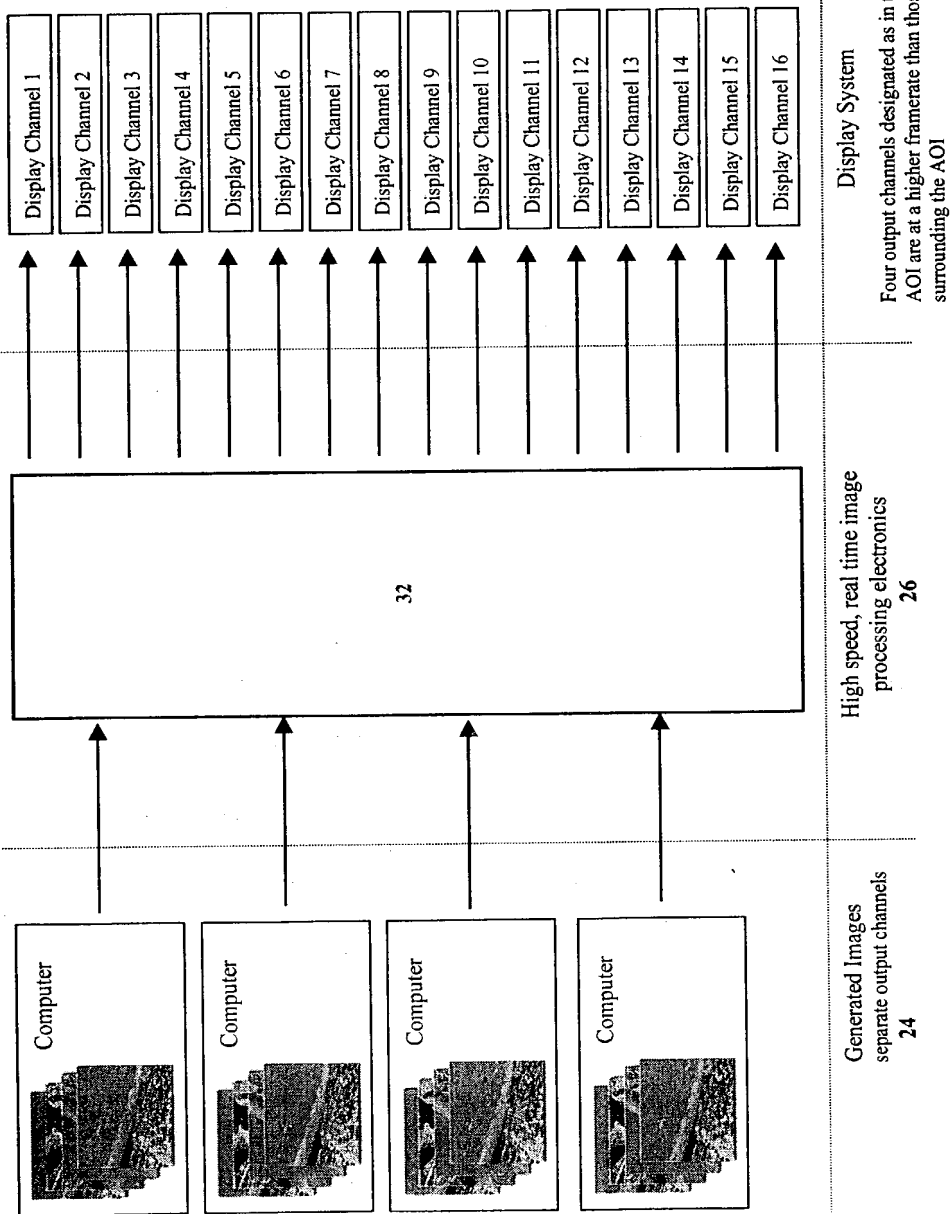 Computer
Computer
Computer
Computer
Generated Images
separate output channels
24
32
High speed, real time image
processing electronics
26
Display Channel 1
Display Channel 2
Display Channel 3
Display Channel 4
Display Channel 5
Display Channel 6
Display Channel 7
Display Channel 8
Display Channel 9
Display Channel 10
Display Channel 11
Display Channel 12
Display Channel 13
Display Channel 14
Display Channel 15
Display Channel 16
Display System
Four output channels designated as in
AOI are at a higher framerate than
surrounding the AOI